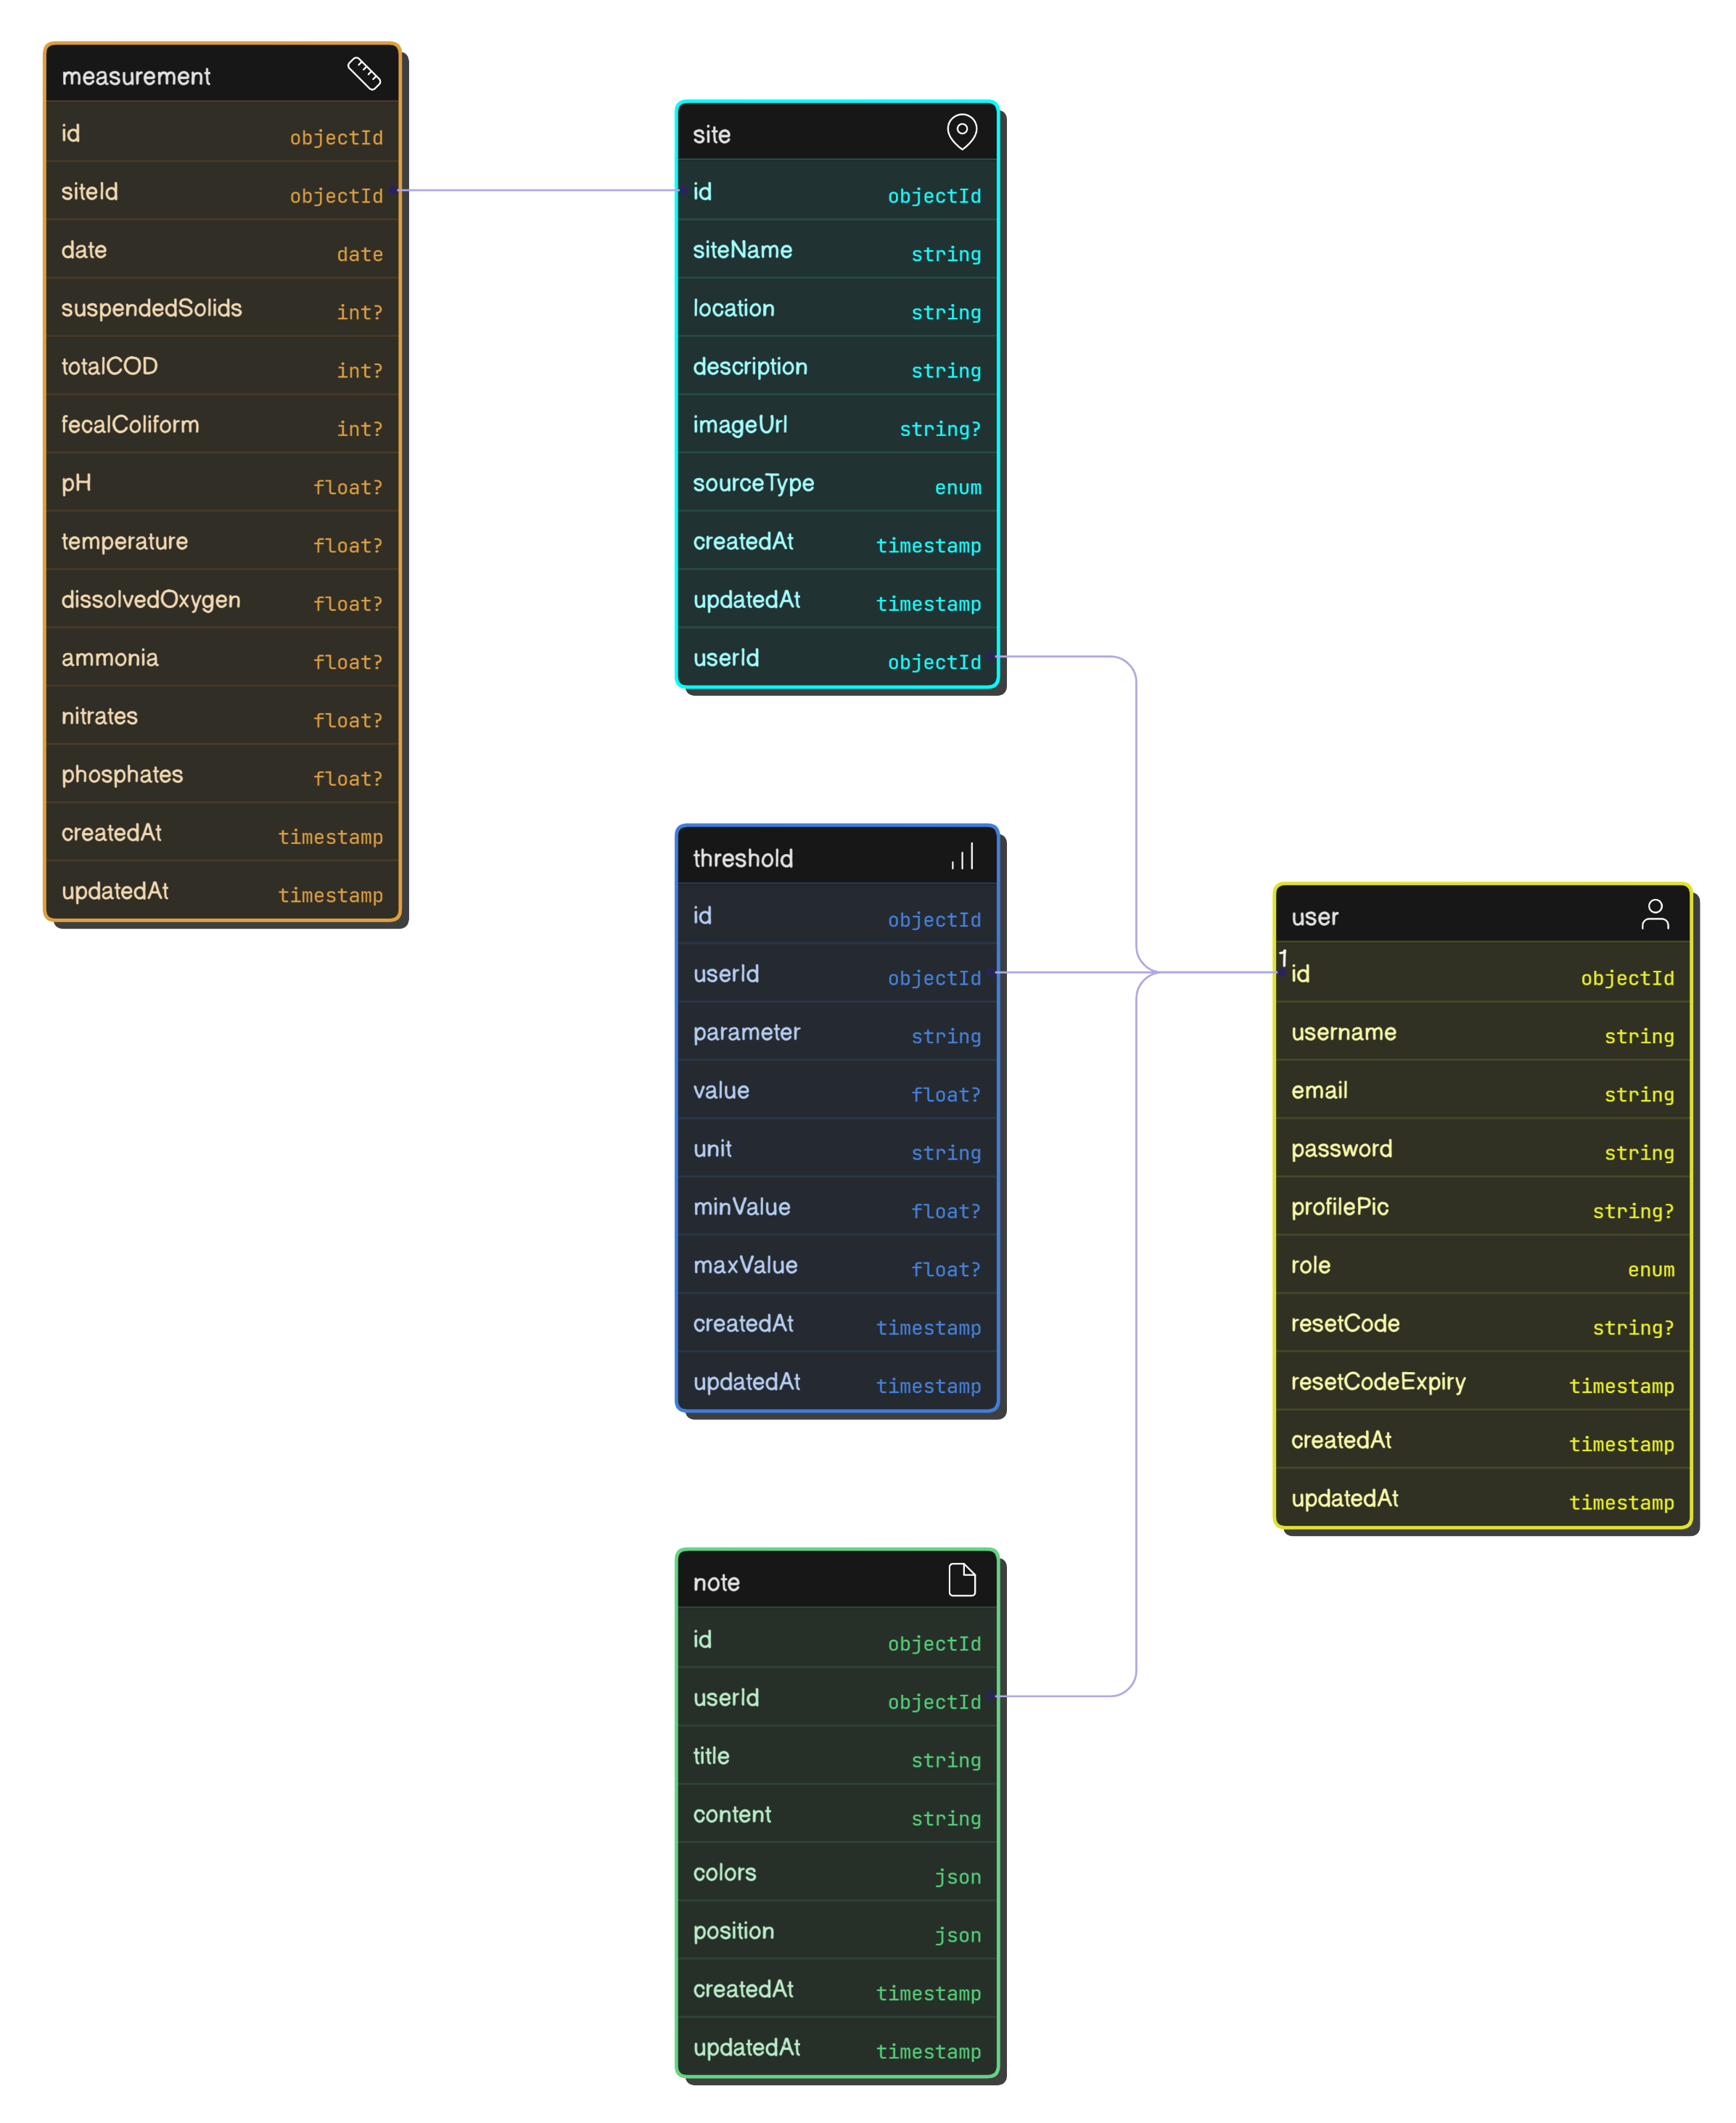 measurement
id objectId
siteId objectId
date date
suspendedSolids int?
totalCOD int?
fecalColiform int?
pH float?
temperature float?
dissolvedOxygen float?
ammonia float?
nitrates float?
phosphates float?
createdAt timestamp
updatedAt timestamp
site
id objectId
siteName string
location string
description string
imageUrl string?
sourceType enum
createdAt timestamp
updatedAt timestamp
userId objectId
threshold
id objectId
userId objectId
parameter string
value float?
unit string
minValue float?
maxValue float?
createdAt timestamp
updatedAt timestamp
note
id objectId
userId objectId
title string
content string
colors json
position json
createdAt timestamp
updatedAt timestamp
user
1
id objectId
username string
email string
password string
profilePic string?
role enum
resetCode string?
resetCodeExpiry timestamp
createdAt timestamp
updatedAt timestamp